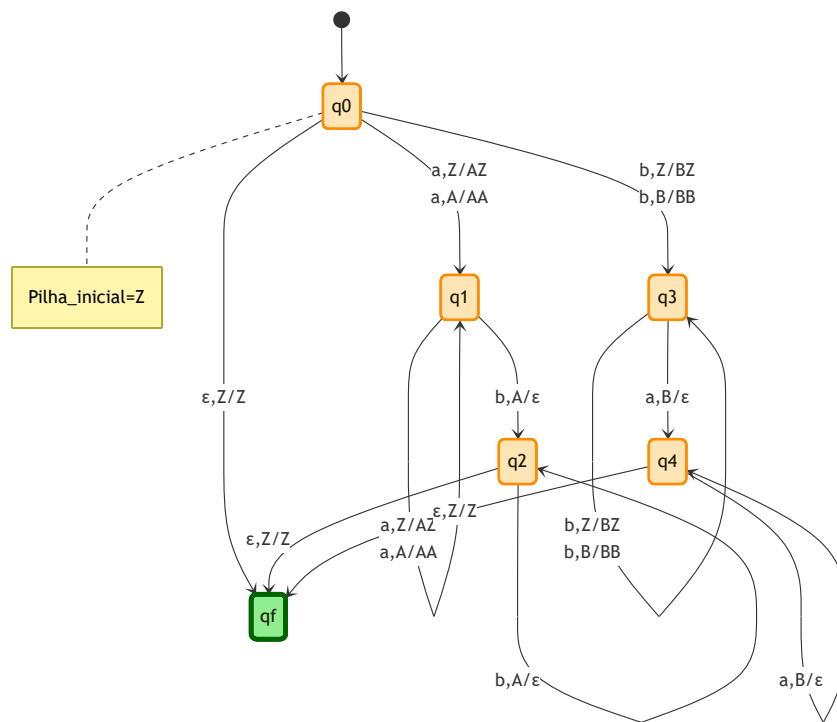 q0
a,Z/AZ
a,A/AA
b,Z/BZ
b,B/BB
Pilha_inicial=Z
q1
q3
ε,Z/Z
b,A/ε
a,B/ε
q2
q4
ε,Z/Z
a,Z/AZ
a,A/AA
ε,Z/Z
b,Z/BZ
b,B/BB
qf
b,A/ε
a,B/ε